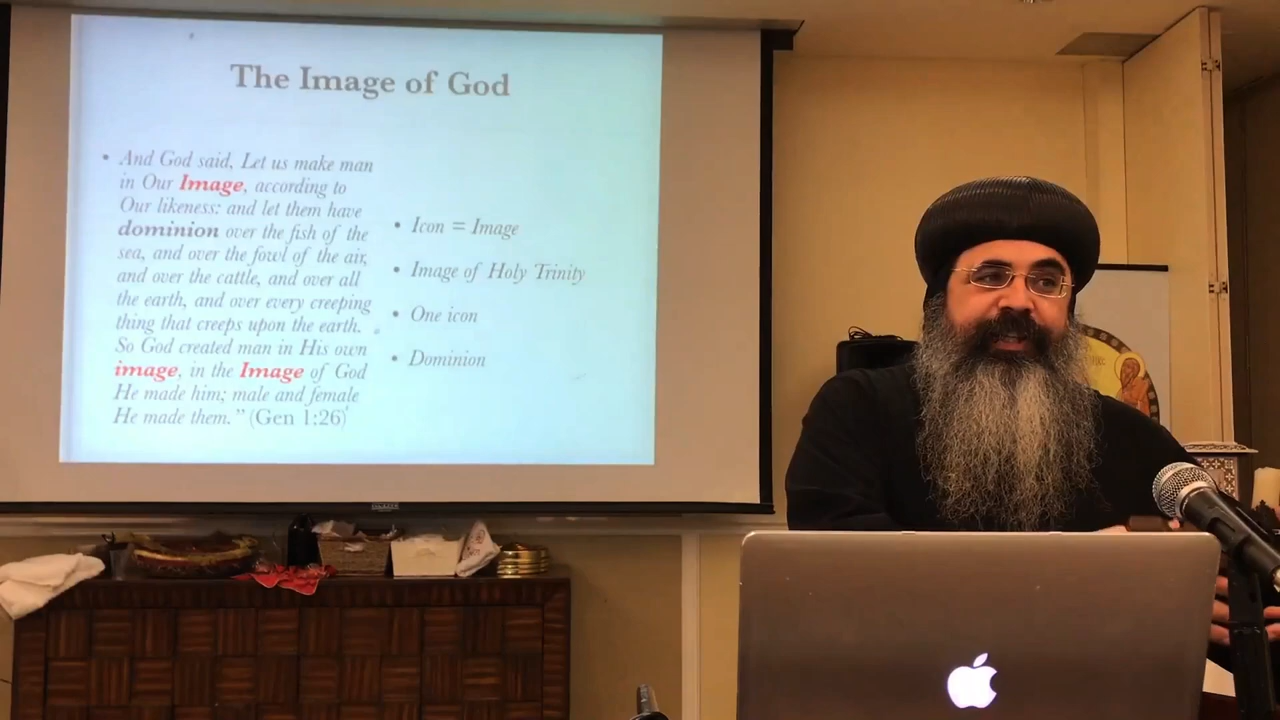 The Image of God
• And God said, Let us make man
in Our Image, according to
Our likeness: and let them have
dominion over the fish of the
sea, and over the fowl of the air,
and over the cattle, and over all
the earth, and over every creeping
thing that creeps upon the earth.
So God created man in His own
image, in the Image of God
He made him; male and female
He made them.” (Gen 1:26)
• Icon = Image
• Image of Holy Trinity
• One icon
• Dominion